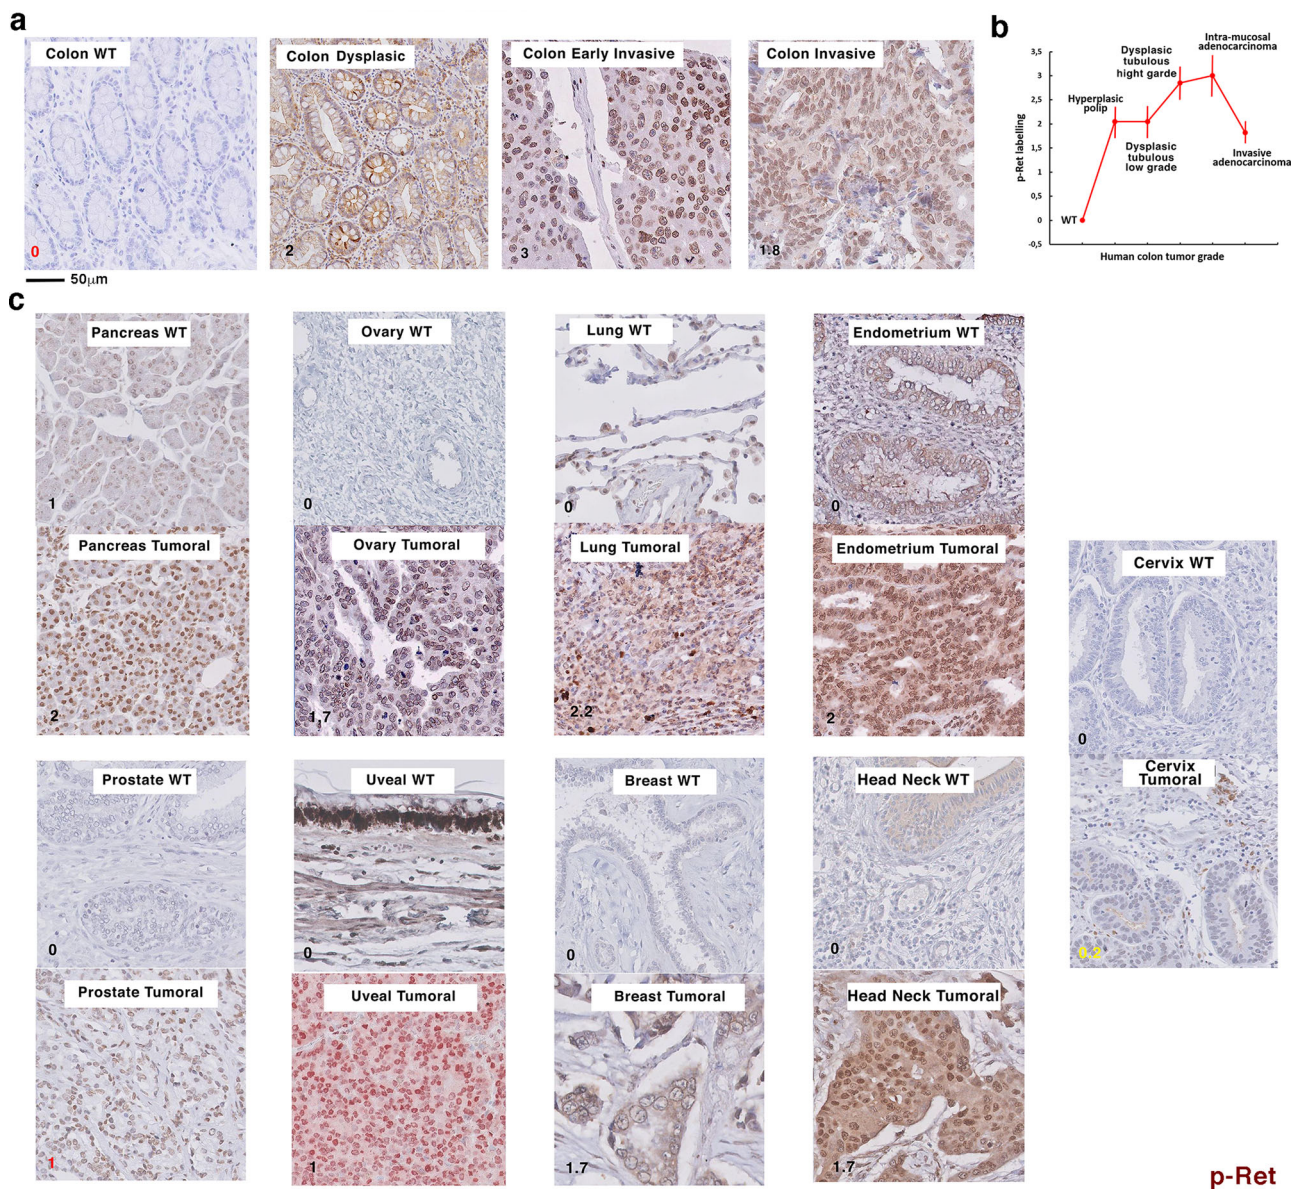 a
Colon WT
Colon Dysplasic
Colon Early Invasive
Colon Invasive
0
2
3
1.8
50µm
b
3,5
3
2,5
2
1,5
1
0,5
0
-0,5
p-Ret labelling
WT
Hyperplasic
polip
Dysplasic
tubulous
low grade
Dysplasic
tubulous
hight garde
Intra-mucosal
adenocarcinoma
Invasive
adenocarcinoma
Human colon tumor grade
c
Pancreas WT
Ovary WT
Lung WT
Endometrium WT
1
0
0
0
Pancreas Tumoral
Ovary Tumoral
Lung Tumoral
Endometrium Tumoral
2
1,7
2.2
2
Cervix WT
0
Cervix
Tumoral
0.2
Prostate WT
Uveal WT
Breast WT
Head Neck WT
0
0
0
0
Prostate Tumoral
Uveal Tumoral
Breast Tumoral
Head Neck Tumoral
1
1
1.7
1.7
p-Ret